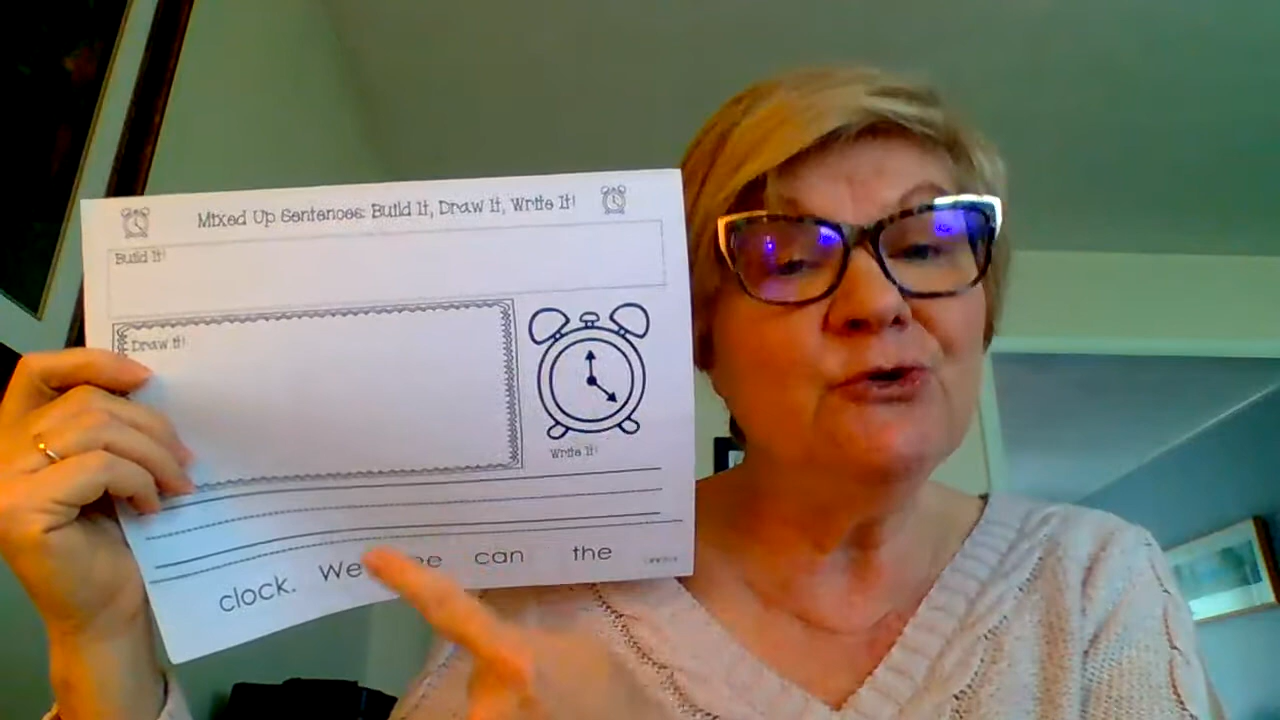 Mixed Up Sentences: Build It, Draw It, Write It!
Build It!
Draw It!
Write It!
clock. We can the